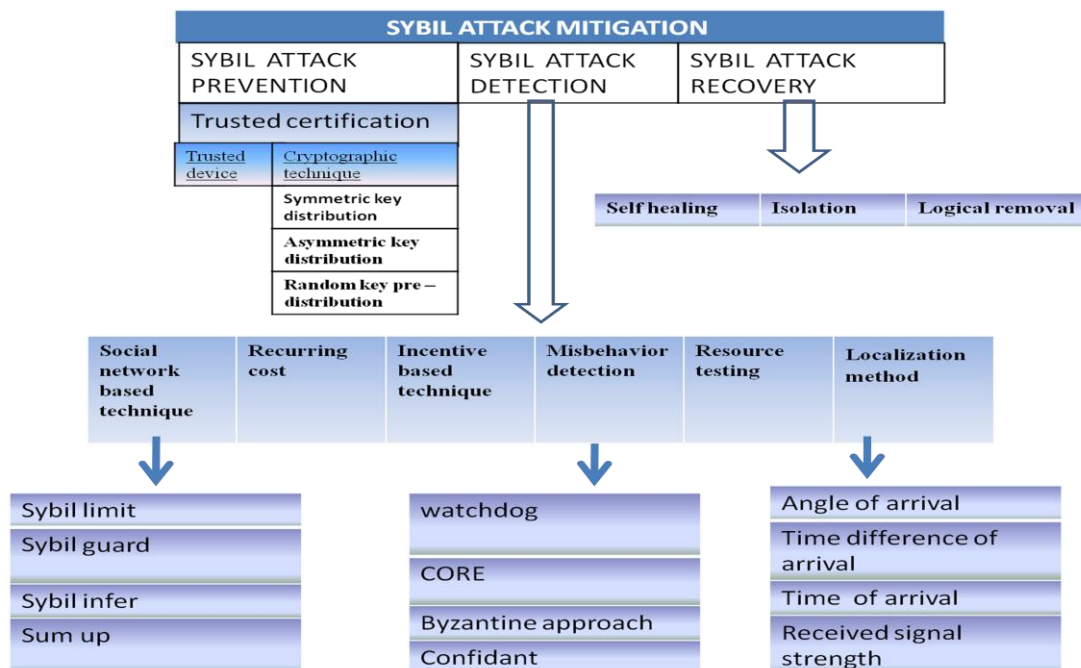 SYBIL ATTACK MITIGATION
SYBIL ATTACK
PREVENTION
SYBIL ATTACK
DETECTION
SYBIL ATTACK
RECOVERY
Trusted certification
Trusted
device
Cryptographic
technique
Symmetric key
distribution
Asymmetric key
distribution
Random key pre –
distribution
Self healing
Isolation
Logical removal
Social
network
based
technique
Recurring
cost
Incentive
based
technique
Misbehavior
detection
Resource
testing
Localization
method
Sybil limit
Sybil guard
Sybil infer
Sum up
watchdog
CORE
Byzantine approach
Confidant
Angle of arrival
Time difference of
arrival
Time of arrival
Received signal
strength